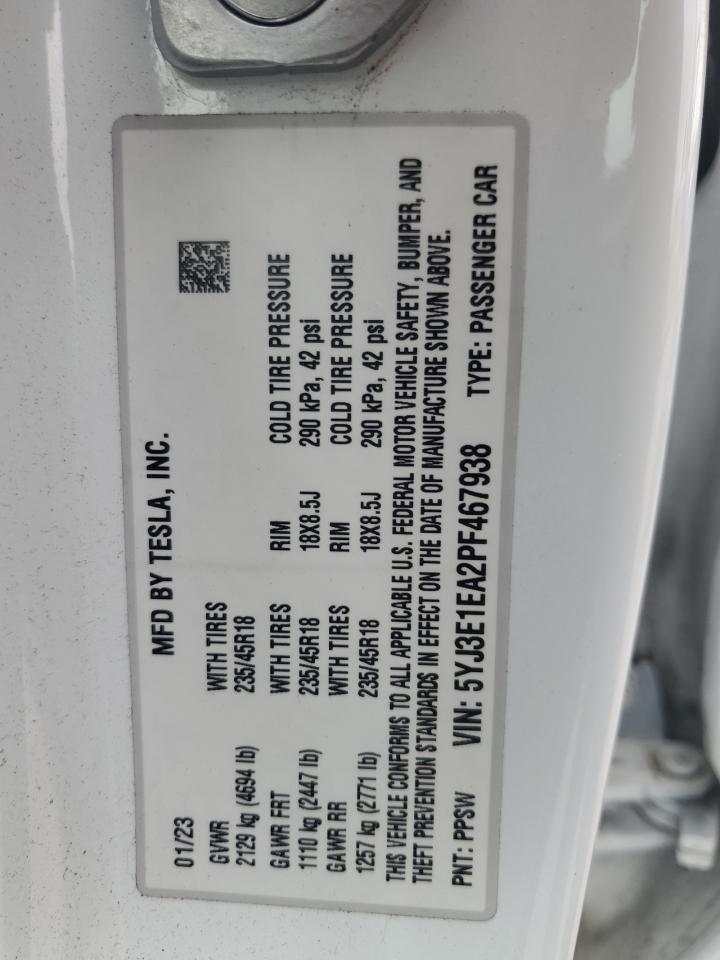 MFD BY TESLA, INC.
01/23
GVWR WITH TIRES
2129 kg (4694 lb) 235/45R18
GAWR FRT WITH TIRES RIM COLD TIRE PRESSURE
1110 kg (2447 lb) 235/45R18 18X8.5J 290 kPa, 42 psi
GAWR RR WITH TIRES RIM COLD TIRE PRESSURE
1257 kg (2771 lb) 235/45R18 18X8.5J 290 kPa, 42 psi
THIS VEHICLE CONFORMS TO ALL APPLICABLE U.S. FEDERAL MOTOR VEHICLE SAFETY, BUMPER, AND
THEFT PREVENTION STANDARDS IN EFFECT ON THE DATE OF MANUFACTURE SHOWN ABOVE.
PNT: PPSW VIN: 5YJ3E1EA2PF467938 TYPE: PASSENGER CAR